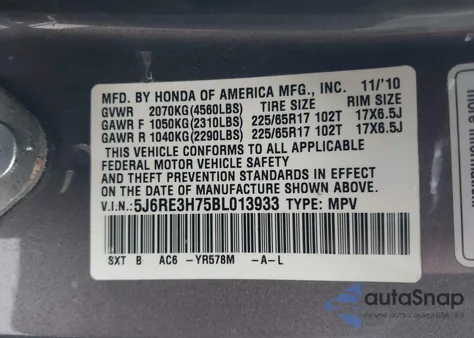 MFD. BY HONDA OF AMERICA MFG., INC. 11/'10
GVWR 2070KG(4560LBS) TIRE SIZE RIM SIZE
GAWR F 1050KG(2310LBS) 225/65R17 102T 17X6.5J
GAWR R 1040KG(2290LBS) 225/65R17 102T 17X6.5J
THIS VEHICLE CONFORMS TO ALL APPLICABLE
FEDERAL MOTOR VEHICLE SAFETY
AND THEFT PREVENTION STANDARDS IN EFFECT
ON THE DATE OF MANUFACTURE SHOWN ABOVE.
V.I.N.: 5J6RE3H75BL013933 TYPE: MPV
SXT B AC6 -YR578M -A-L
autoSnap